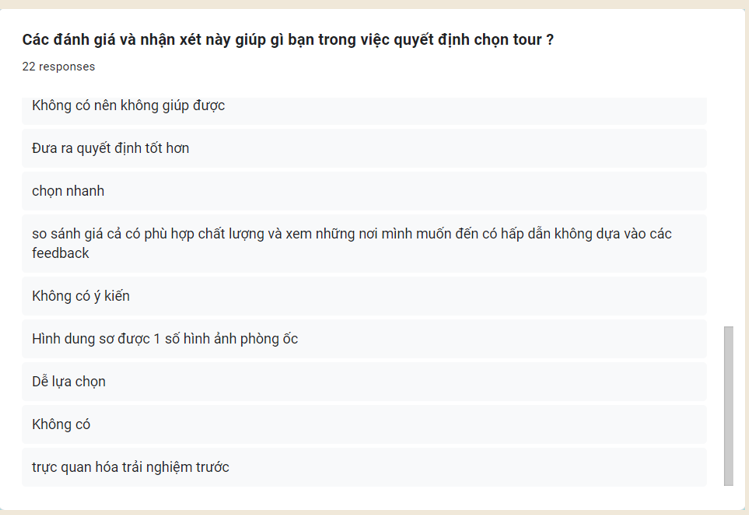 Các đánh giá và nhận xét này giúp gì bạn trong việc quyết định chọn tour ?
22 responses
Không có nên không giúp được
Đưa ra quyết định tốt hơn
chọn nhanh
so sánh giá cả có phù hợp chất lượng và xem những nơi mình muốn đến có hấp dẫn không dựa vào các
feedback
Không có ý kiến
Hình dung sơ được 1 số hình ảnh phòng ốc
Dễ lựa chọn
Không có
trực quan hóa trải nghiệm trước